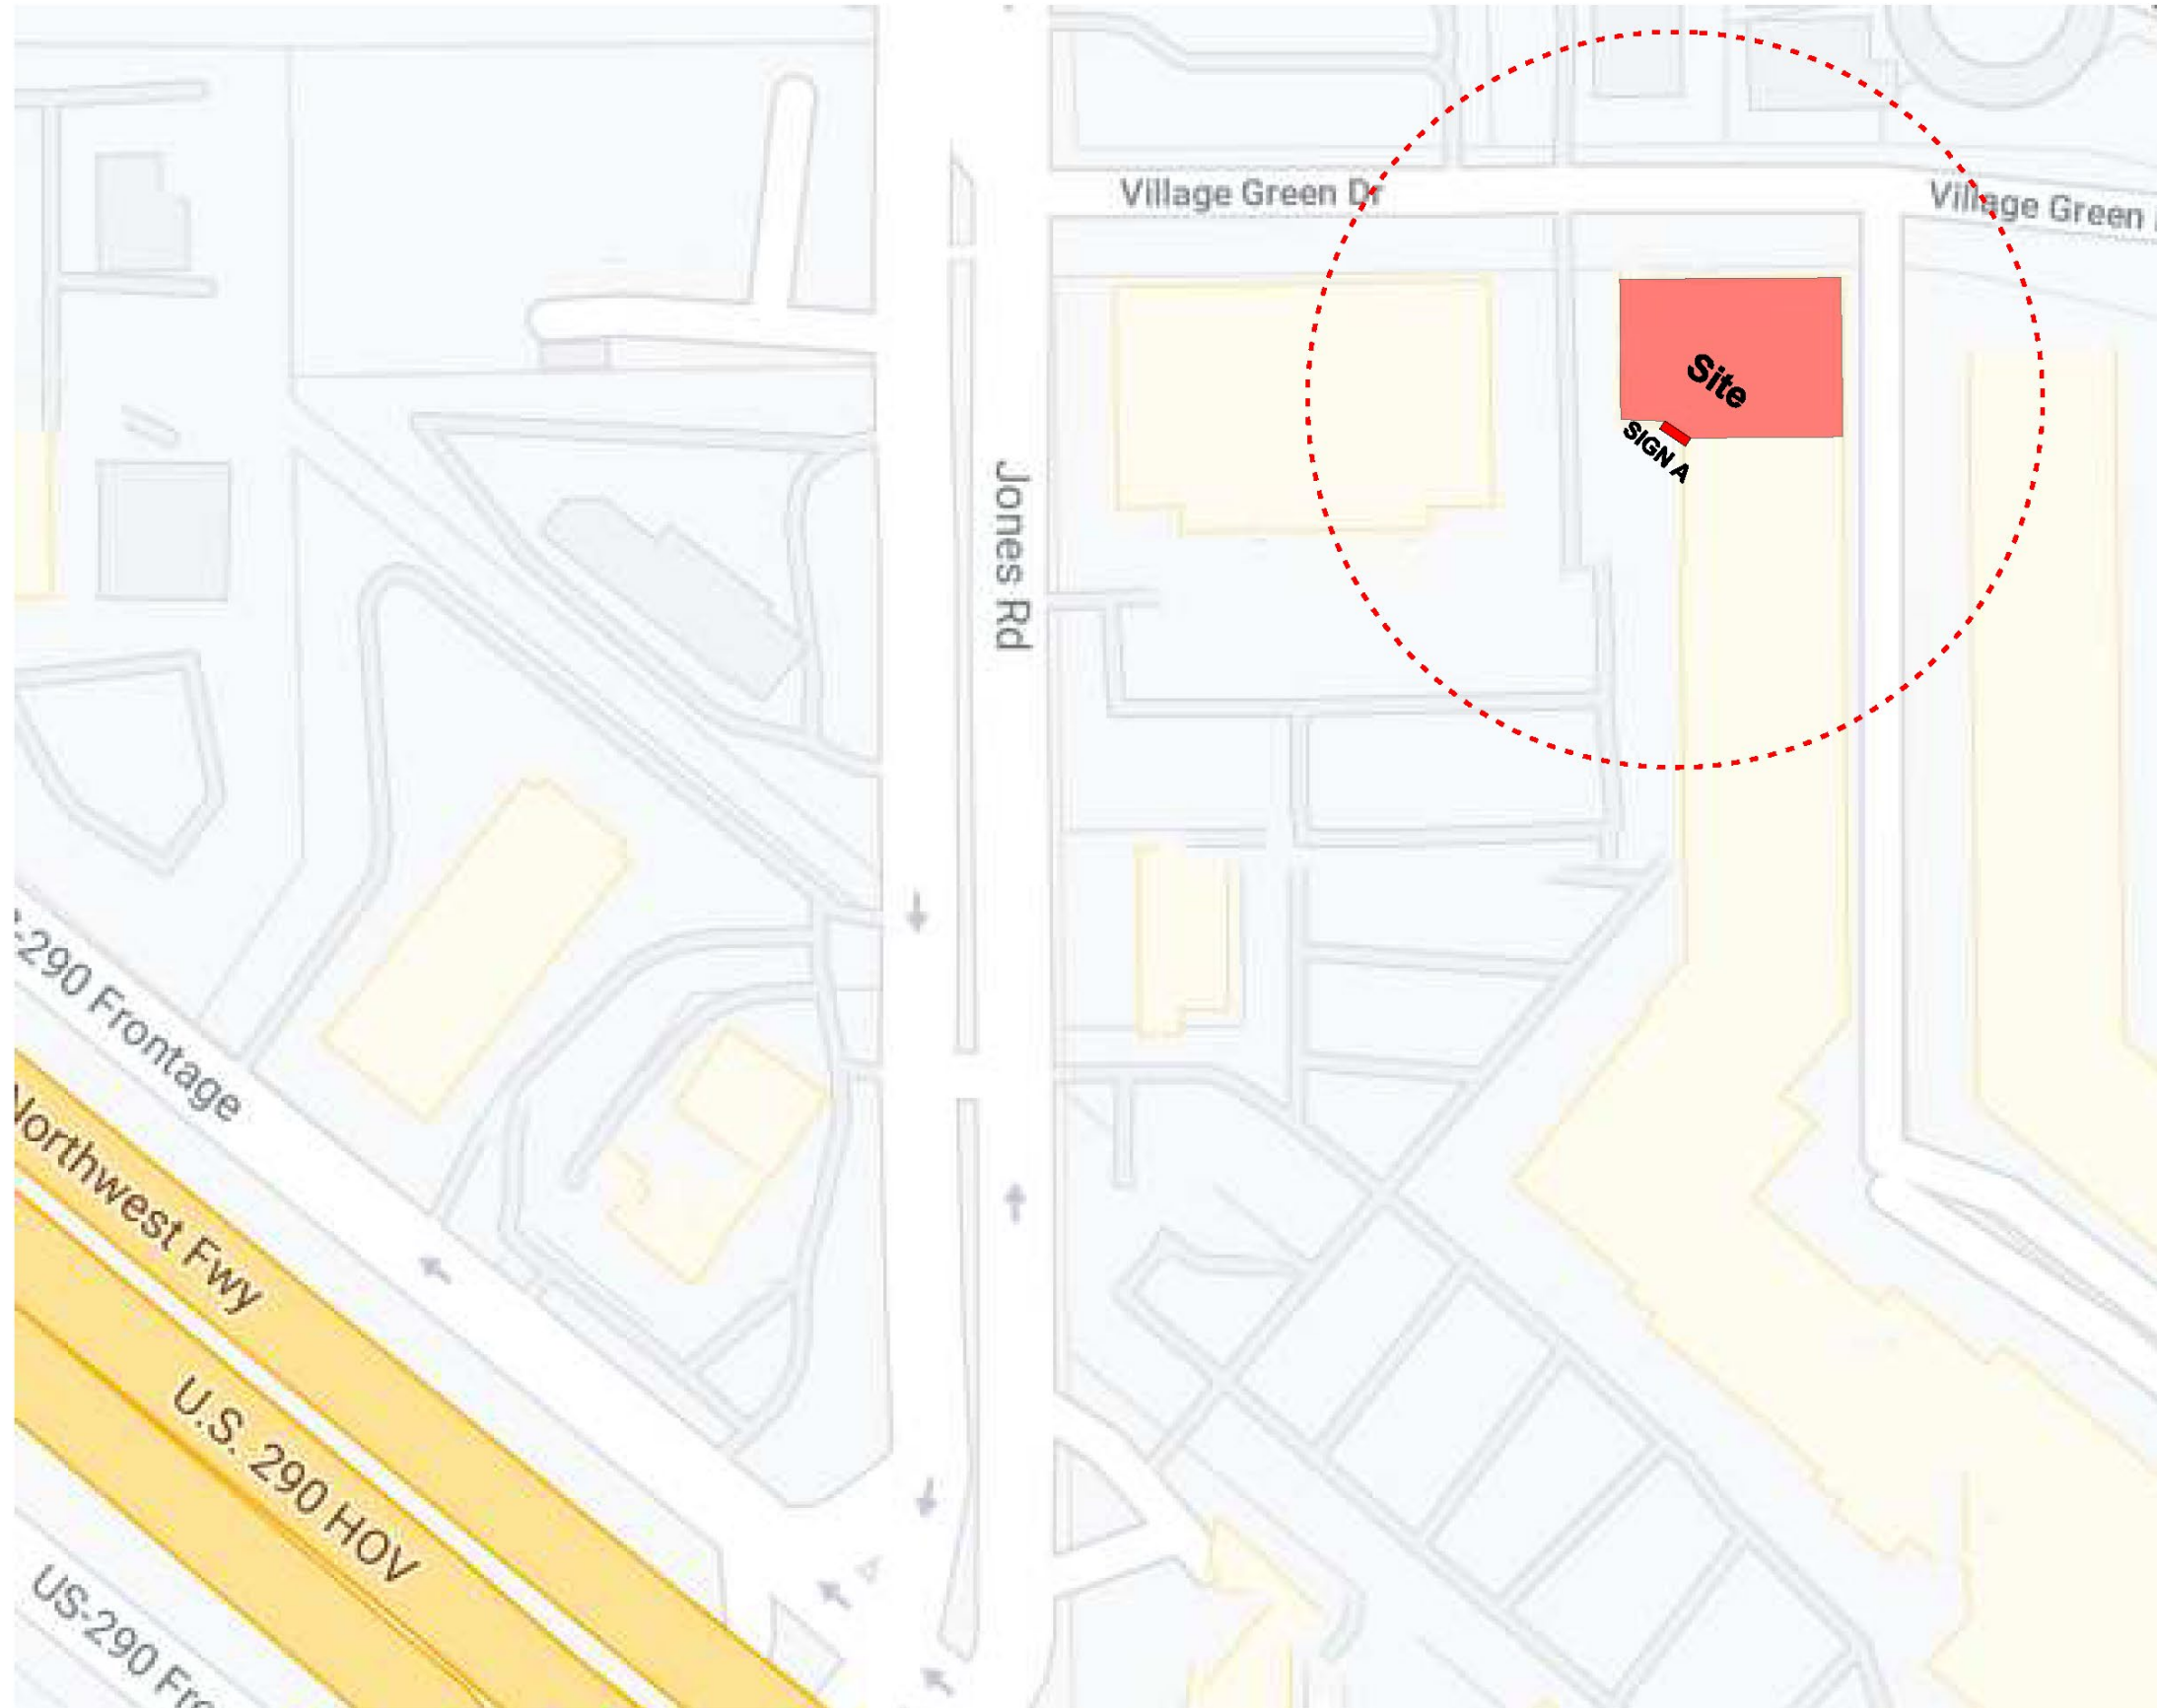 Village Green Dr
Village Green
Site
SIGN A
Jones Rd
-290 Frontage
Northwest Fwy
U.S. 290 HOV
US-290 Fro